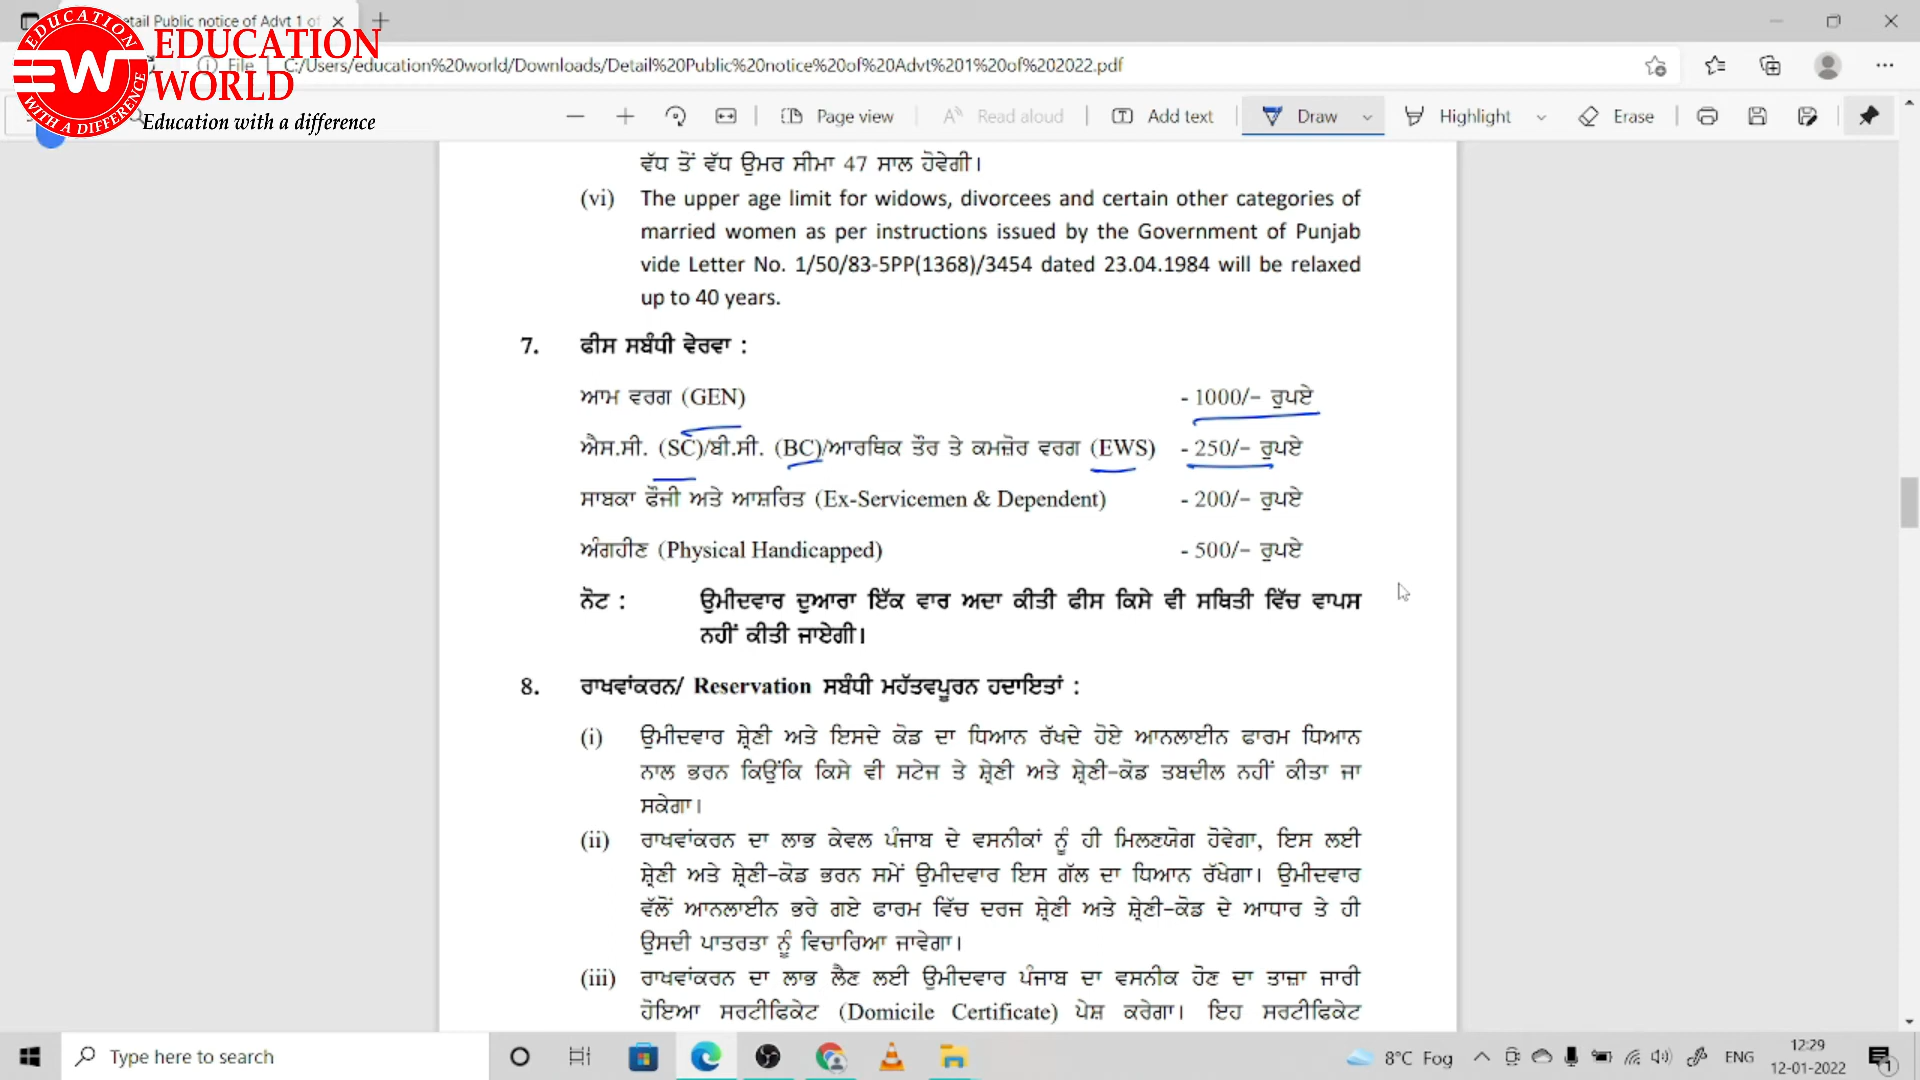 Detail Public notice of Advt 1 of
EDUCATION
WITH A DIFFERENCE
EW
EDUCATION
WORLD
Education with a difference
File
C:/Users/education%20world/Downloads/Detail%20Public%20notice%20of%20Advt%201%20of%202022.pdf
Page view
Read aloud
Add text
Draw
Highlight
Erase
ਵੱਧ ਤੋਂ ਵੱਧ ਉਮਰ ਸੀਮਾ 47 ਸਾਲ ਹੋਵੇਗੀ।
(vi) The upper age limit for widows, divorcees and certain other categories of
married women as per instructions issued by the Government of Punjab
vide Letter No. 1/50/83-5PP(1368)/3454 dated 23.04.1984 will be relaxed
up to 40 years.
7. ਫੀਸ ਸਬੰਧੀ ਵੇਰਵਾ :
ਆਮ ਵਰਗ (GEN) - 1000/- ਰੁਪਏ
ਐਸ.ਸੀ. (SC)/ਬੀ.ਸੀ. (BC)/ਆਰਥਿਕ ਤੌਰ ਤੇ ਕਮਜ਼ੋਰ ਵਰਗ (EWS) - 250/- ਰੁਪਏ
ਸਾਬਕਾ ਫੌਜੀ ਅਤੇ ਆਸ਼ਰਿਤ (Ex-Servicemen & Dependent) - 200/- ਰੁਪਏ
ਅੰਗਹੀਣ (Physical Handicapped) - 500/- ਰੁਪਏ
ਨੋਟ : ਉਮੀਦਵਾਰ ਦੁਆਰਾ ਇੱਕ ਵਾਰ ਅਦਾ ਕੀਤੀ ਫੀਸ ਕਿਸੇ ਵੀ ਸਥਿਤੀ ਵਿੱਚ ਵਾਪਸ
ਨਹੀਂ ਕੀਤੀ ਜਾਏਗੀ।
8. ਰਾਖਵਾਂਕਰਨ/ Reservation ਸਬੰਧੀ ਮਹੱਤਵਪੂਰਨ ਹਦਾਇਤਾਂ :
(i) ਉਮੀਦਵਾਰ ਸ਼੍ਰੇਣੀ ਅਤੇ ਇਸਦੇ ਕੋਡ ਦਾ ਧਿਆਨ ਰੱਖਦੇ ਹੋਏ ਆਨਲਾਈਨ ਫਾਰਮ ਧਿਆਨ
ਨਾਲ ਭਰਨ ਕਿਉਂਕਿ ਕਿਸੇ ਵੀ ਸਟੇਜ ਤੇ ਸ਼੍ਰੇਣੀ ਅਤੇ ਸ਼੍ਰੇਣੀ-ਕੋਡ ਤਬਦੀਲ ਨਹੀਂ ਕੀਤਾ ਜਾ
ਸਕੇਗਾ।
(ii) ਰਾਖਵਾਂਕਰਨ ਦਾ ਲਾਭ ਕੇਵਲ ਪੰਜਾਬ ਦੇ ਵਸਨੀਕਾਂ ਨੂੰ ਹੀ ਮਿਲਣਯੋਗ ਹੋਵੇਗਾ, ਇਸ ਲਈ
ਸ਼੍ਰੇਣੀ ਅਤੇ ਸ਼੍ਰੇਣੀ-ਕੋਡ ਭਰਨ ਸਮੇਂ ਉਮੀਦਵਾਰ ਇਸ ਗੱਲ ਦਾ ਧਿਆਨ ਰੱਖੇਗਾ। ਉਮੀਦਵਾਰ
ਵੱਲੋਂ ਆਨਲਾਈਨ ਭਰੇ ਗਏ ਫਾਰਮ ਵਿੱਚ ਦਰਜ ਸ਼੍ਰੇਣੀ ਅਤੇ ਸ਼੍ਰੇਣੀ-ਕੋਡ ਦੇ ਆਧਾਰ ਤੇ ਹੀ
ਉਸਦੀ ਪਾਤਰਤਾ ਨੂੰ ਵਿਚਾਰਿਆ ਜਾਵੇਗਾ।
(iii) ਰਾਖਵਾਂਕਰਨ ਦਾ ਲਾਭ ਲੈਣ ਲਈ ਉਮੀਦਵਾਰ ਪੰਜਾਬ ਦਾ ਵਸਨੀਕ ਹੋਣ ਦਾ ਤਾਜ਼ਾ ਜਾਰੀ
ਹੋਇਆ ਸਰਟੀਫਿਕੇਟ (Domicile Certificate) ਪੇਸ਼ ਕਰੇਗਾ। ਇਹ ਸਰਟੀਫਿਕੇਟ
Type here to search
8°C Fog
ENG
12:29
12-01-2022
1